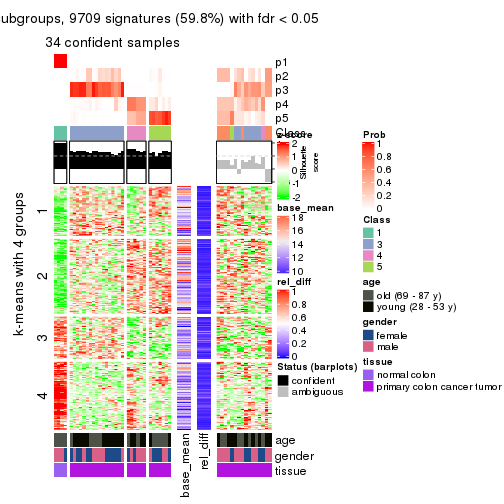 ubgroups, 9709 signatures (59.8%) with fdr < 0.05
34 confident samples
p1
p2
p3
p4
p5
Class
Silhouette
score
k-means with 4 groups
1
2
3
4
z-score
2
1
0
-1
-2
base_mean
18
16
14
12
10
rel_diff
1
0.8
0.6
0.4
0.2
0
Status (barplots)
confident
ambiguous
Prob
1
0.8
0.6
0.4
0.2
0
Class
1
3
4
5
age
old (69 - 87 y)
young (28 - 53 y)
gender
female
male
tissue
normal colon
primary colon cancer tumor
age
gender
tissue
base_mean
rel_diff